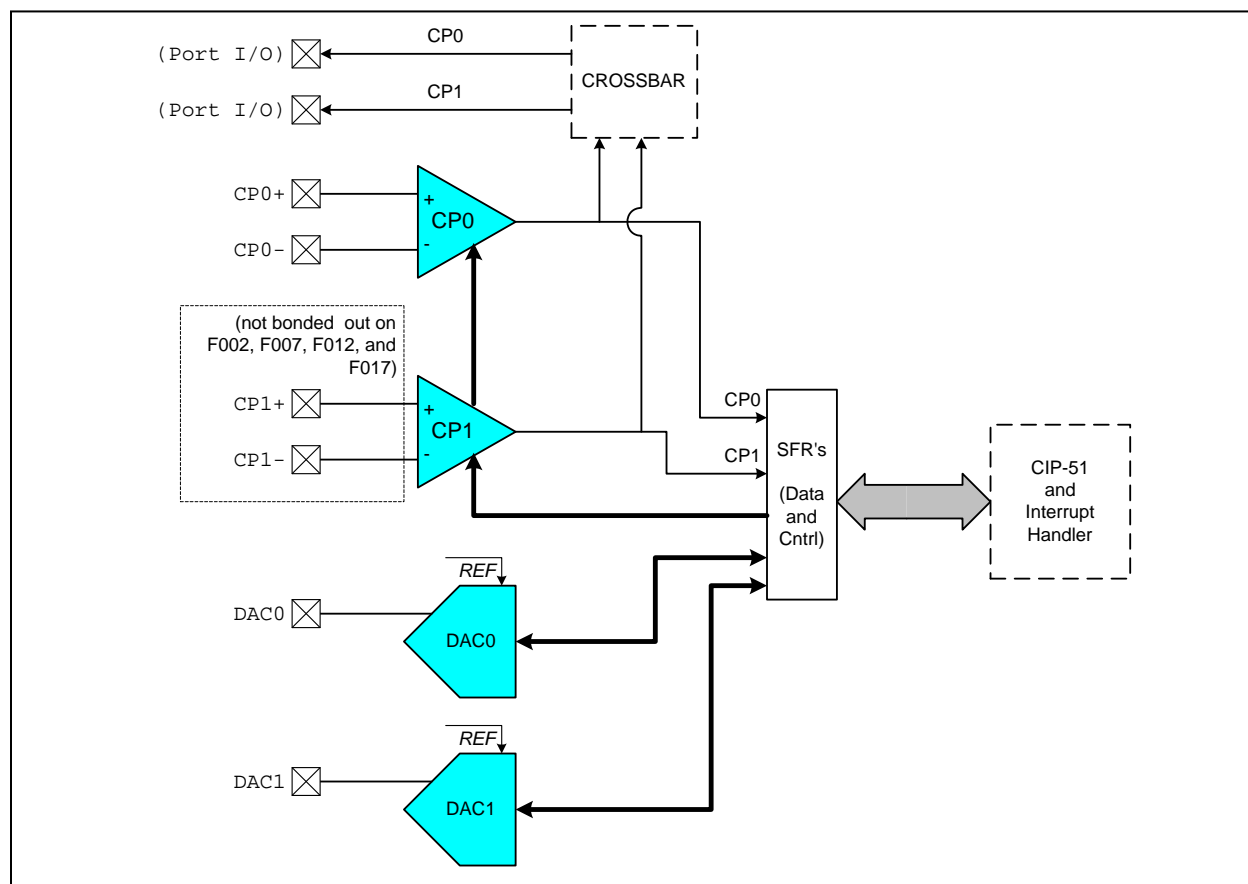 CP0
(Port I/O)
CROSSBAR
CP1
(Port I/O)
CP0+
+
CP0
CP0-
-
(not bonded out on
F002, F007, F012, and
F017)
CP1+
+
CP1
CP1-
-
CP0
CP1
SFR's
(Data
and
Cntrl)
CIP-51
and
Interrupt
Handler
REF
DAC0
DAC0
REF
DAC1
DAC1